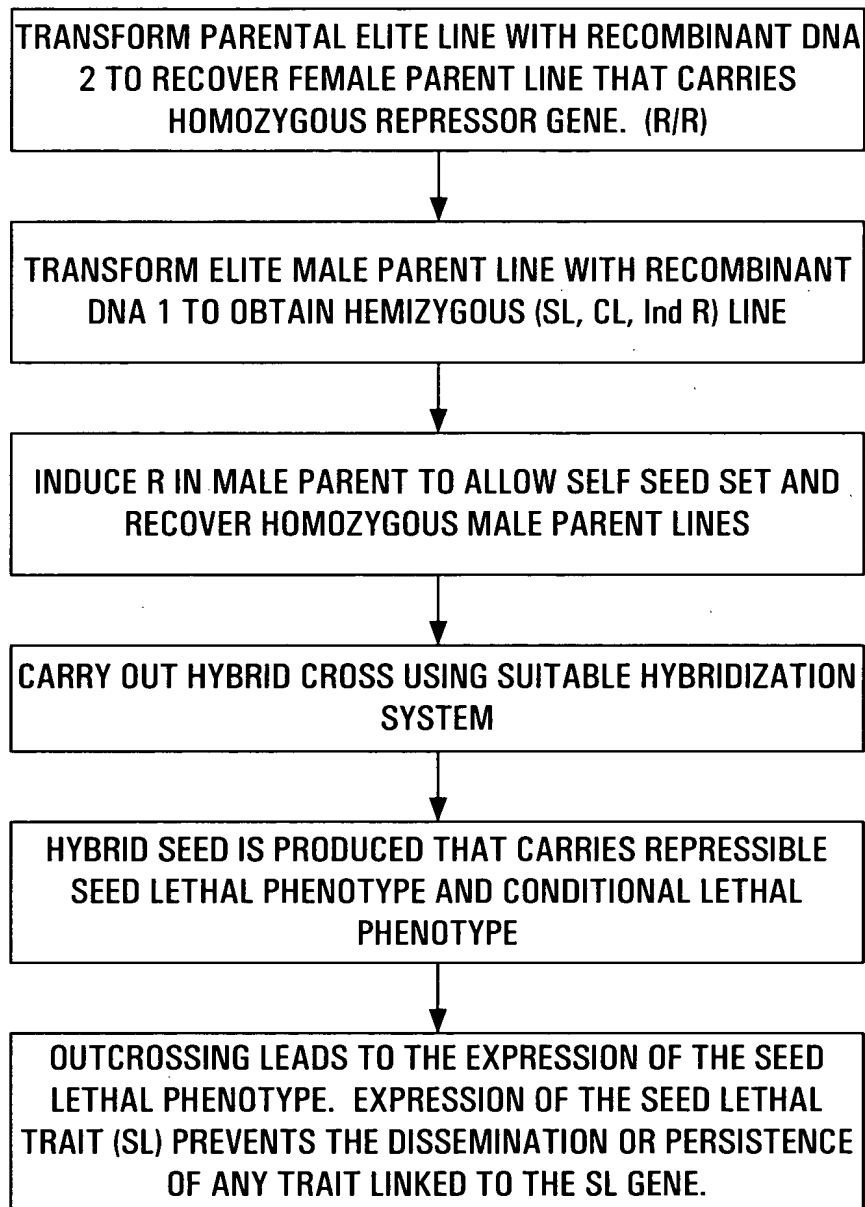 TRANSFORM PARENTAL ELITE LINE WITH RECOMBINANT DNA
2 TO RECOVER FEMALE PARENT LINE THAT CARRIES
HOMOZYGOUS REPRESSOR GENE. (R/R)
TRANSFORM ELITE MALE PARENT LINE WITH RECOMBINANT
DNA 1 TO OBTAIN HEMIZYGOUS (SL, CL, Ind R) LINE
INDUCE R IN MALE PARENT TO ALLOW SELF SEED SET AND
RECOVER HOMOZYGOUS MALE PARENT LINES
CARRY OUT HYBRID CROSS USING SUITABLE HYBRIDIZATION
SYSTEM
HYBRID SEED IS PRODUCED THAT CARRIES REPRESSIBLE
SEED LETHAL PHENOTYPE AND CONDITIONAL LETHAL
PHENOTYPE
OUTCROSSING LEADS TO THE EXPRESSION OF THE SEED
LETHAL PHENOTYPE. EXPRESSION OF THE SEED LETHAL
TRAIT (SL) PREVENTS THE DISSEMINATION OR PERSISTENCE
OF ANY TRAIT LINKED TO THE SL GENE.